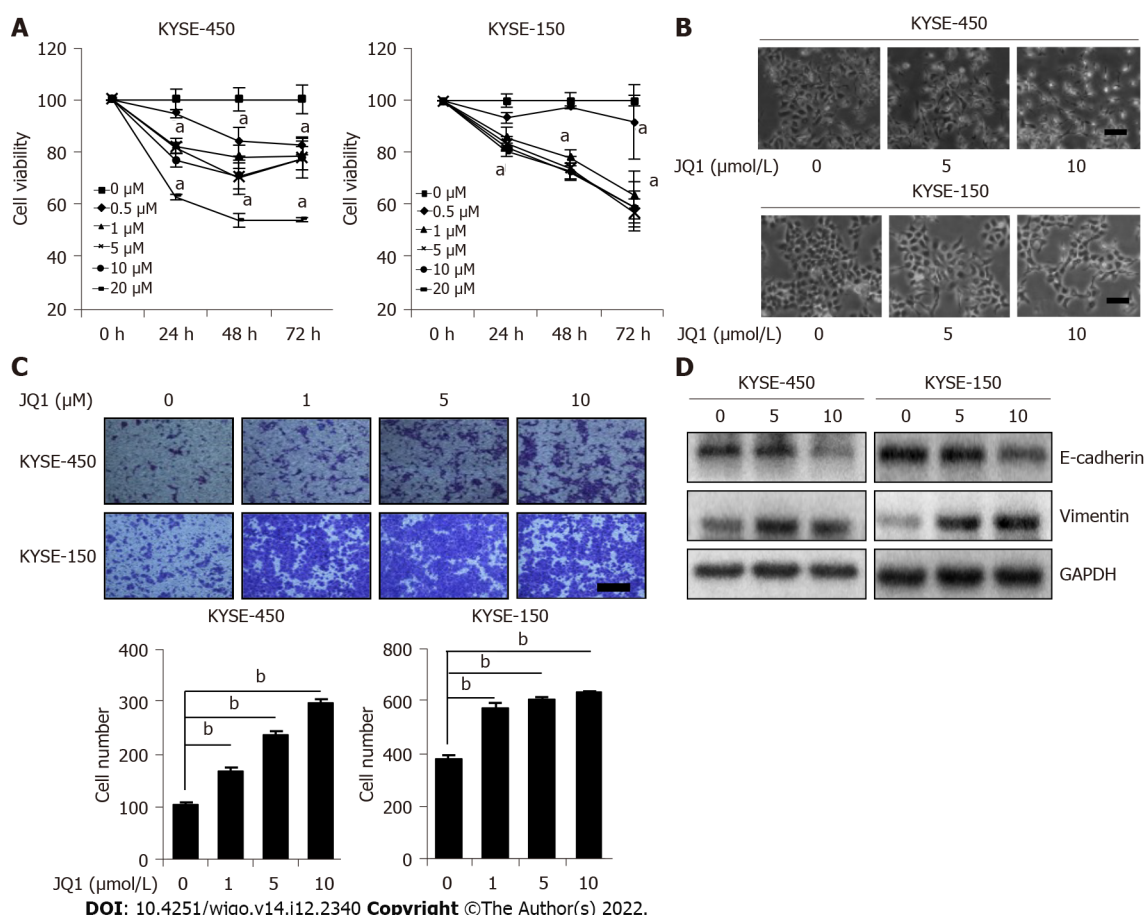 A
KYSE-450
120
100
80
60
40
20
Cell viability
a
a
a
a
a
a
0 μM
0.5 μM
1 μM
5 μM
10 μM
20 μM
0 h 24 h 48 h 72 h
KYSE-150
120
100
80
60
40
20
Cell viability
a
a
a
a
0 μM
0.5 μM
1 μM
5 μM
10 μM
20 μM
0 h 24 h 48 h 72 h
B
KYSE-450
JQ1 (μmol/L) 0 5 10
KYSE-150
JQ1 (μmol/L) 0 5 10
C
JQ1 (μM) 0 1 5 10
KYSE-450
KYSE-150
KYSE-450
400
300
200
100
0
Cell number
b
b
b
JQ1 (μmol/L) 0 1 5 10
KYSE-150
800
600
400
600
0
Cell number
b
b
b
0 1 5 10
D
KYSE-450 KYSE-150
0 5 10 0 5 10
E-cadherin
Vimentin
GAPDH
DOI: 10.4251/wjgo.v14.i12.2340 Copyright ©The Author(s) 2022.